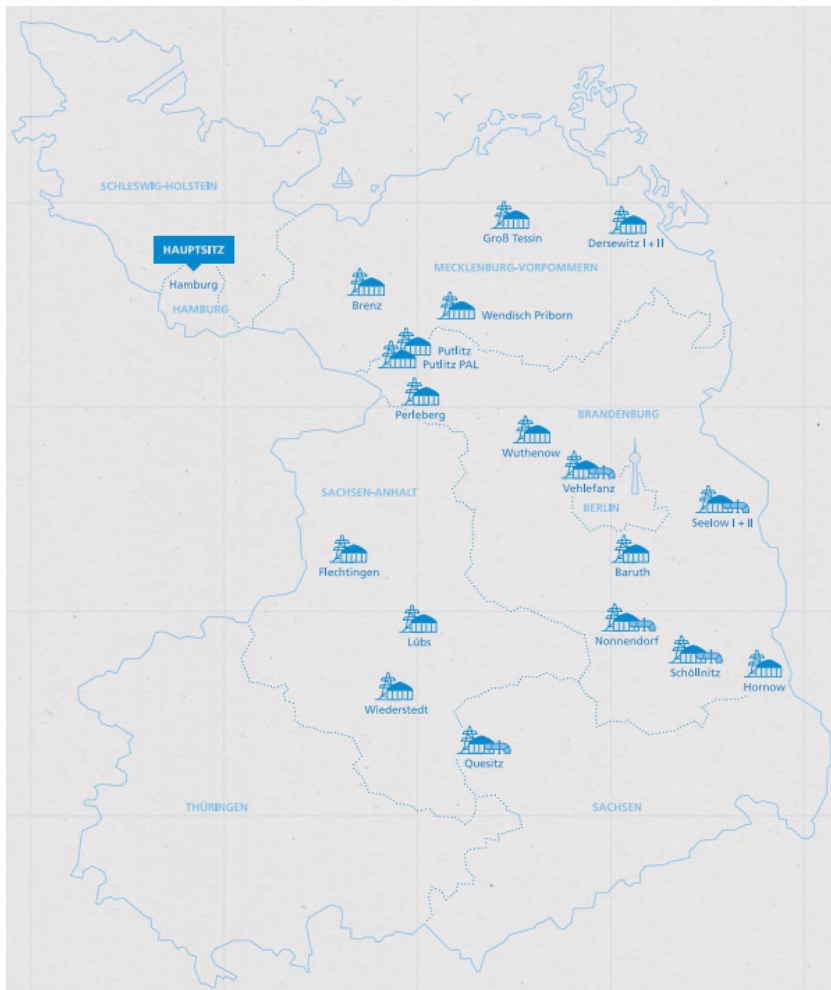 SCHLESWIG-HOLSTEIN
Groß Tessin
Dersewitz I + II
HAUPTSITZ
MECKLENBURG-VORPOMMERN
Hamburg
Brenz
HAMBURG
Wendisch Priborn
Putlitz
Putlitz PAL
Perleberg
BRANDENBURG
Wuthenow
Vehlefanz
SACHSEN-ANHALT
BERLIN
Seelow I + II
Flechtingen
Baruth
Lübs
Nonnendorf
Schöllnitz
Hornow
Wiederstedt
Quesitz
THÜRINGEN
SACHSEN